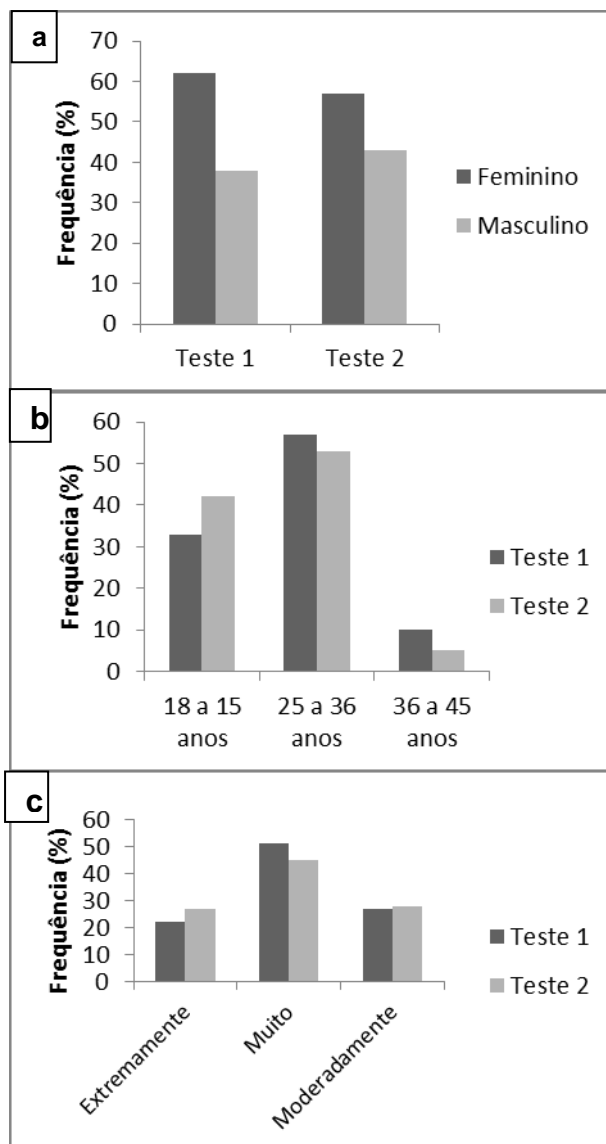 a
Frequência (%)
70
60
50
40
30
20
10
0
Teste 1
Teste 2
Feminino
Masculino
b
Frequência (%)
60
50
40
30
20
10
0
18 a 15
anos
25 a 36
anos
36 a 45
anos
Teste 1
Teste 2
c
Frequência (%)
60
50
40
30
20
10
0
Extremamente
Muito
Moderadamente
Teste 1
Teste 2